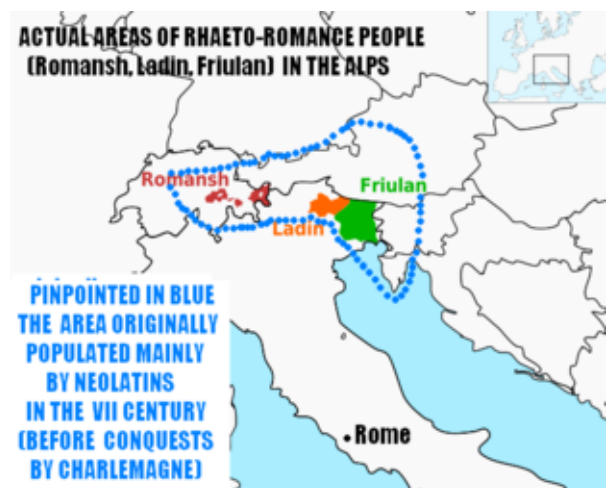 ACTUAL AREAS OF RHAETO-ROMANCE PEOPLE
(Romansh, Ladin, Friulan) IN THE ALPS
Romansh
Friulan
Ladin
PINPOINTED IN BLUE
THE AREA ORIGINALLY
POPULATED MAINLY
BY NEOLATINS
IN THE VII CENTURY
(BEFORE CONQUESTS
BY CHARLEMAGNE)
Rome